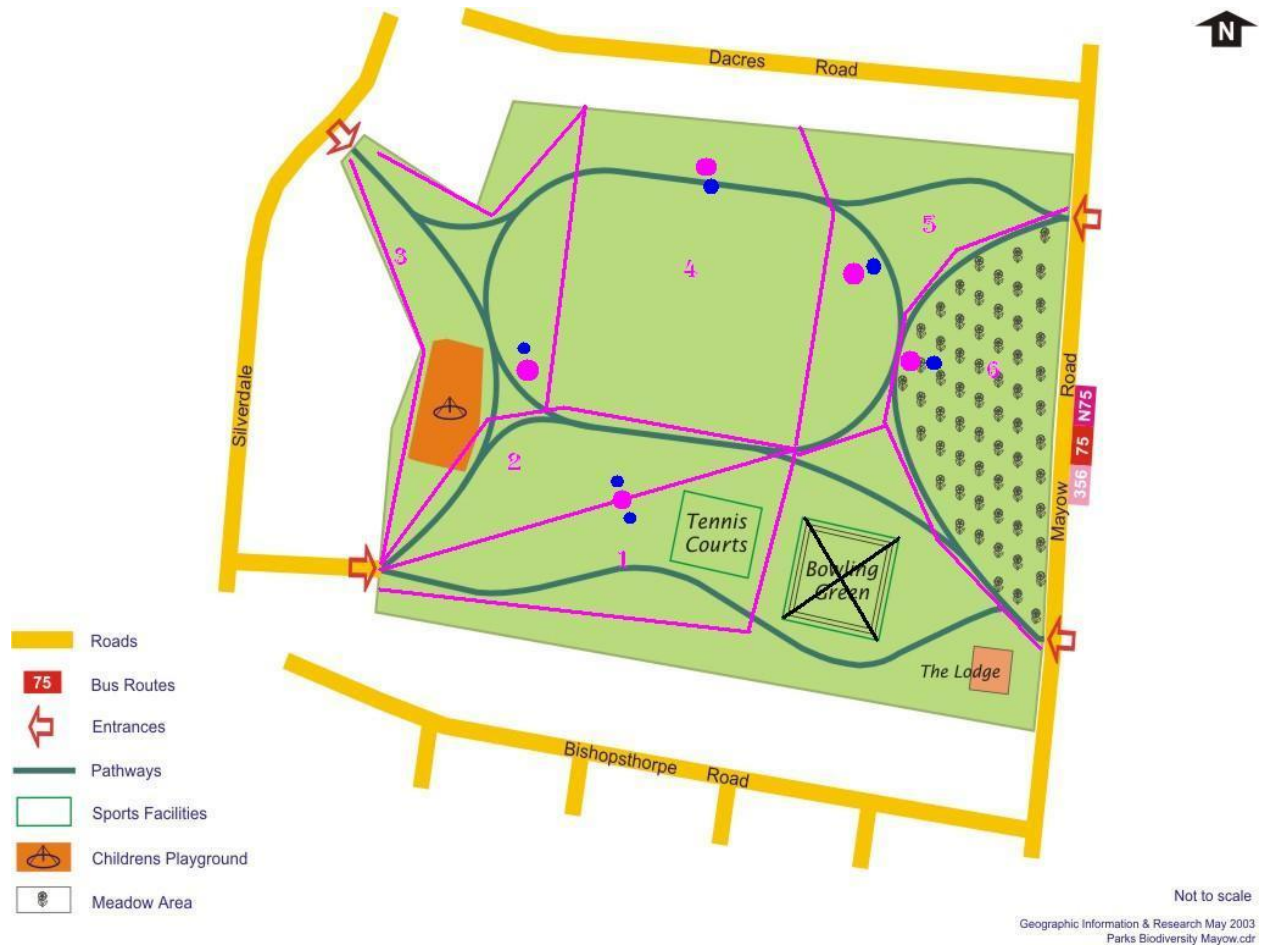 N
Dacres Road
5
3
4
Silverdale
6
Mayow Road
N75
75
356
2
Tennis
Courts
1
Bowling
Green
The Lodge
Roads
75 Bus Routes
Entrances
Pathways
Sports Facilities
Childrens Playground
Meadow Area
Bishopsthorpe Road
Not to scale
Geographic Information & Research May 2003
Parks Biodiversity Mayow.cdr